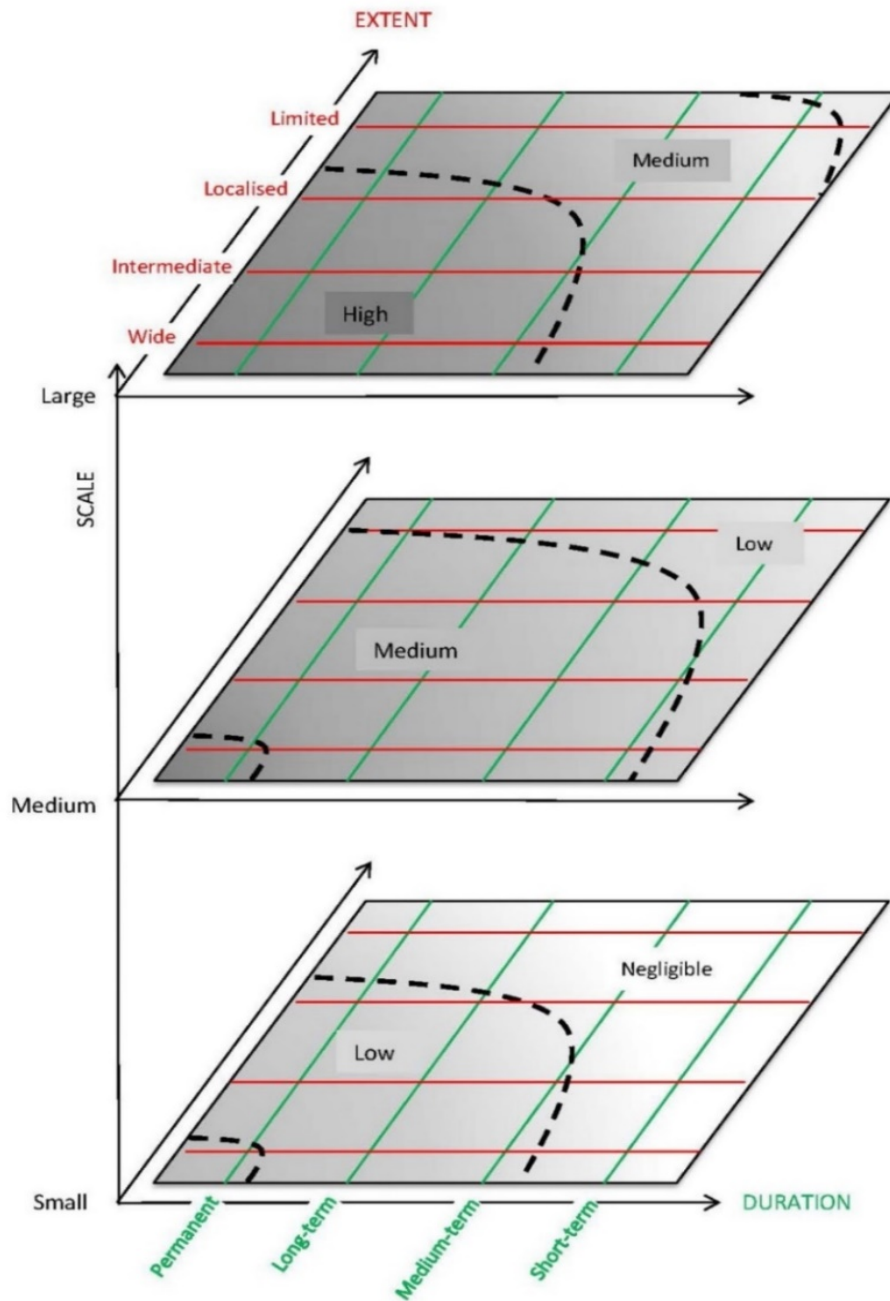 EXTENT
Limited
Medium
Localised
Intermediate
High
Wide
Large
SCALE
Low
Medium
Medium
Negligible
Low
Small
DURATION
Permanent
Long-term
Medium-term
Short-term